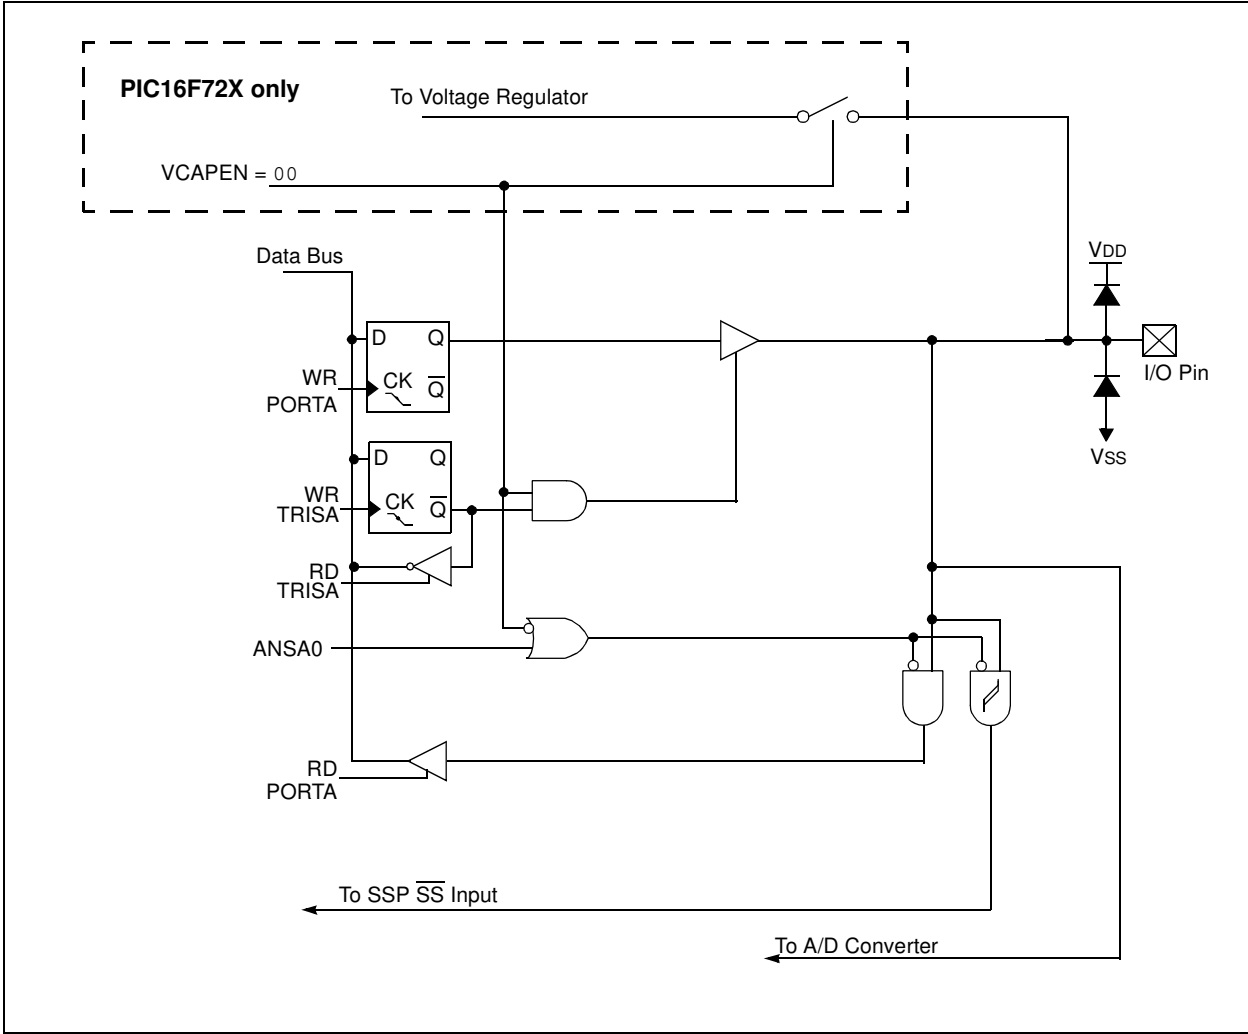 PIC16F72X only
To Voltage Regulator
VCAPEN = 00
Data Bus
VDD
D Q
WR
PORTA
CK Q̅
I/O Pin
D Q
VSS
WR
TRISA
CK Q̅
RD
TRISA
ANSA0
RD
PORTA
To SSP S̅S̅ Input
To A/D Converter